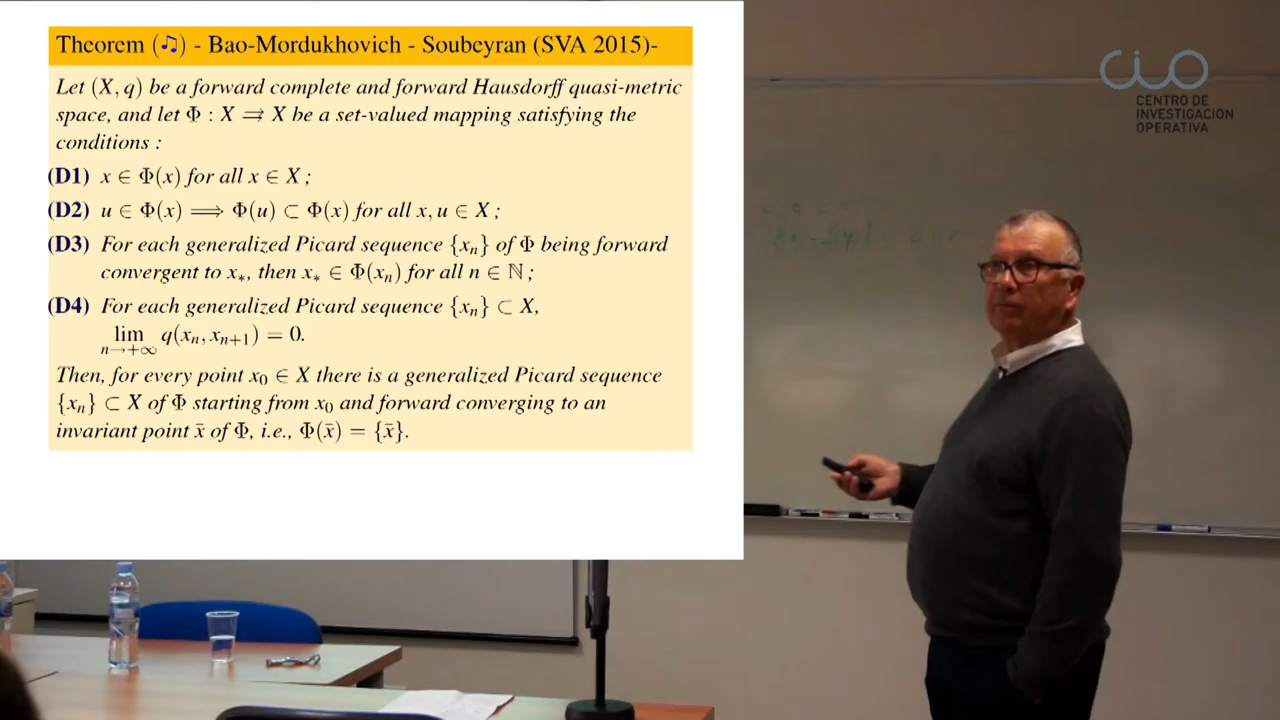 Theorem (♫) - Bao-Mordukhovich - Soubeyran (SVA 2015)-
Let (X, q) be a forward complete and forward Hausdorff quasi-metric
space, and let Φ : X ⇉ X be a set-valued mapping satisfying the
conditions :
(D1) x ∈ Φ(x) for all x ∈ X ;
(D2) u ∈ Φ(x) ⟹ Φ(u) ⊂ Φ(x) for all x, u ∈ X ;
(D3) For each generalized Picard sequence {xₙ} of Φ being forward
convergent to x∗, then x∗ ∈ Φ(xₙ) for all n ∈ ℕ ;
(D4) For each generalized Picard sequence {xₙ} ⊂ X,
lim q(xₙ, xₙ₊₁) = 0.
n→+∞
Then, for every point x₀ ∈ X there is a generalized Picard sequence
{xₙ} ⊂ X of Φ starting from x₀ and forward converging to an
invariant point x̄ of Φ, i.e., Φ(x̄) = {x̄}.
CIO
CENTRO DE
INVESTIGACION
OPERATIVA